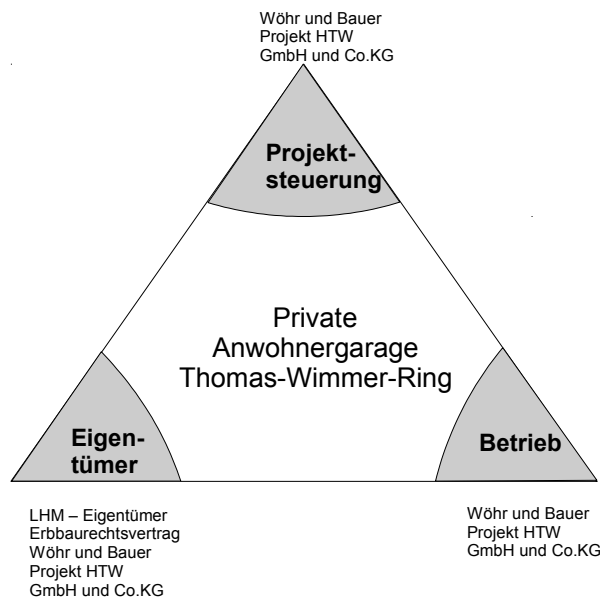 Wöhr und Bauer
Projekt HTW
GmbH und Co.KG
Projekt-
steuerung
Private
Anwohnergarage
Thomas-Wimmer-Ring
Eigen-
tümer
Betrieb
LHM – Eigentümer
Erbbaurechtsvertrag
Wöhr und Bauer
Projekt HTW
GmbH und Co.KG
Wöhr und Bauer
Projekt HTW
GmbH und Co.KG